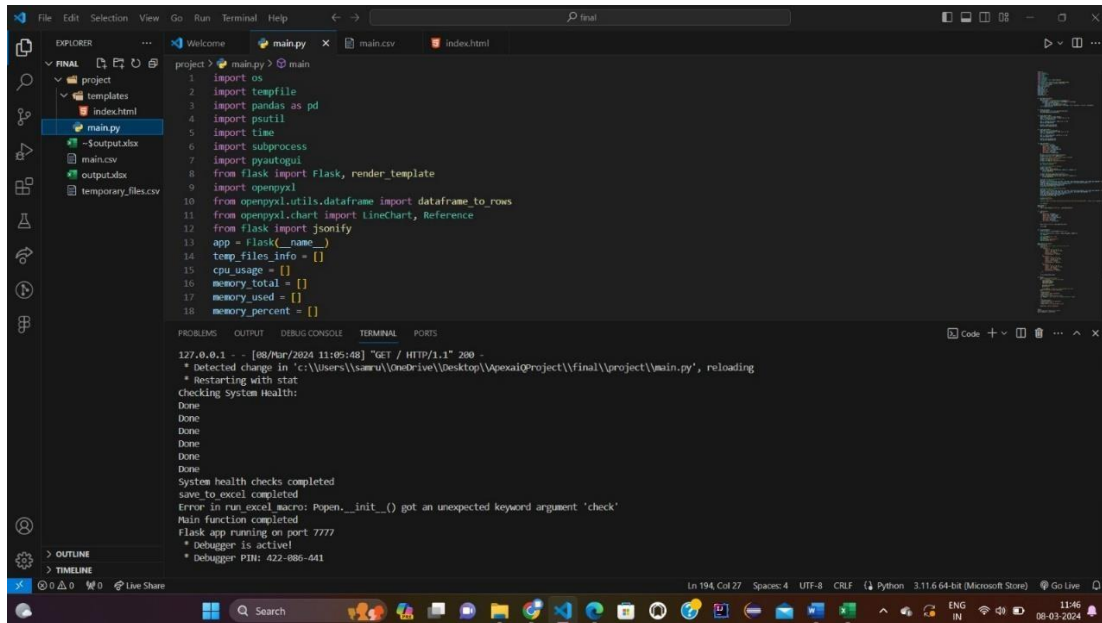 File Edit Selection View Go Run Terminal Help
final
EXPLORER
Welcome
main.py
main.csv
index.html
FINAL
project
templates
index.html
main.py
~$output.xlsx
main.csv
output.xlsx
temporary_files.csv
project > main.py > main
1 import os
2 import tempfile
3 import pandas as pd
4 import psutil
5 import time
6 import subprocess
7 import pyautogui
8 from flask import Flask, render_template
9 import openpyxl
10 from openpyxl.utils.dataframe import dataframe_to_rows
11 from openpyxl.chart import LineChart, Reference
12 from flask import jsonify
13 app = Flask(__name__)
14 temp_files_info = []
15 cpu_usage = []
16 memory_total = []
17 memory_used = []
18 memory_percent = []
PROBLEMS OUTPUT DEBUG CONSOLE TERMINAL PORTS
Code
127.0.0.1 - - [08/Mar/2024 11:05:48] "GET / HTTP/1.1" 200 -
* Detected change in 'c:\\Users\\samru\\OneDrive\\Desktop\\ApexaiQProject\\final\\project\\main.py', reloading
* Restarting with stat
Checking System Health:
Done
Done
Done
Done
Done
Done
System health checks completed
save_to_excel completed
Error in run_excel_macro: Popen.__init__() got an unexpected keyword argument 'check'
Main function completed
Flask app running on port 7777
* Debugger is active!
* Debugger PIN: 422-086-441
OUTLINE
TIMELINE
0 0 0 Live Share
Ln 194, Col 27 Spaces: 4 UTF-8 CRLF Python 3.11.6 64-bit (Microsoft Store) Go Live
Search
ENG
IN
11:46
08-03-2024